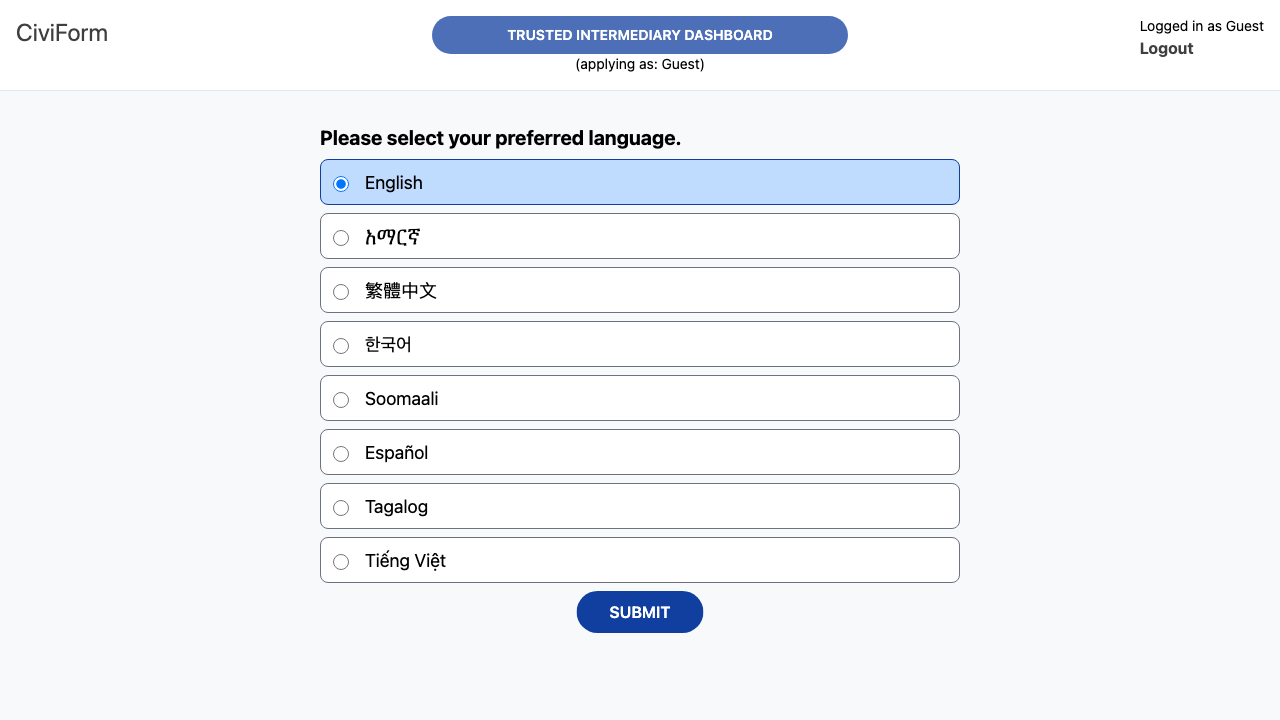 CiviForm
TRUSTED INTERMEDIARY DASHBOARD
(applying as: Guest)
Logged in as Guest
Logout
Please select your preferred language.
English
አማርኛ
繁體中文
한국어
Soomaali
Español
Tagalog
Tiếng Việt
SUBMIT